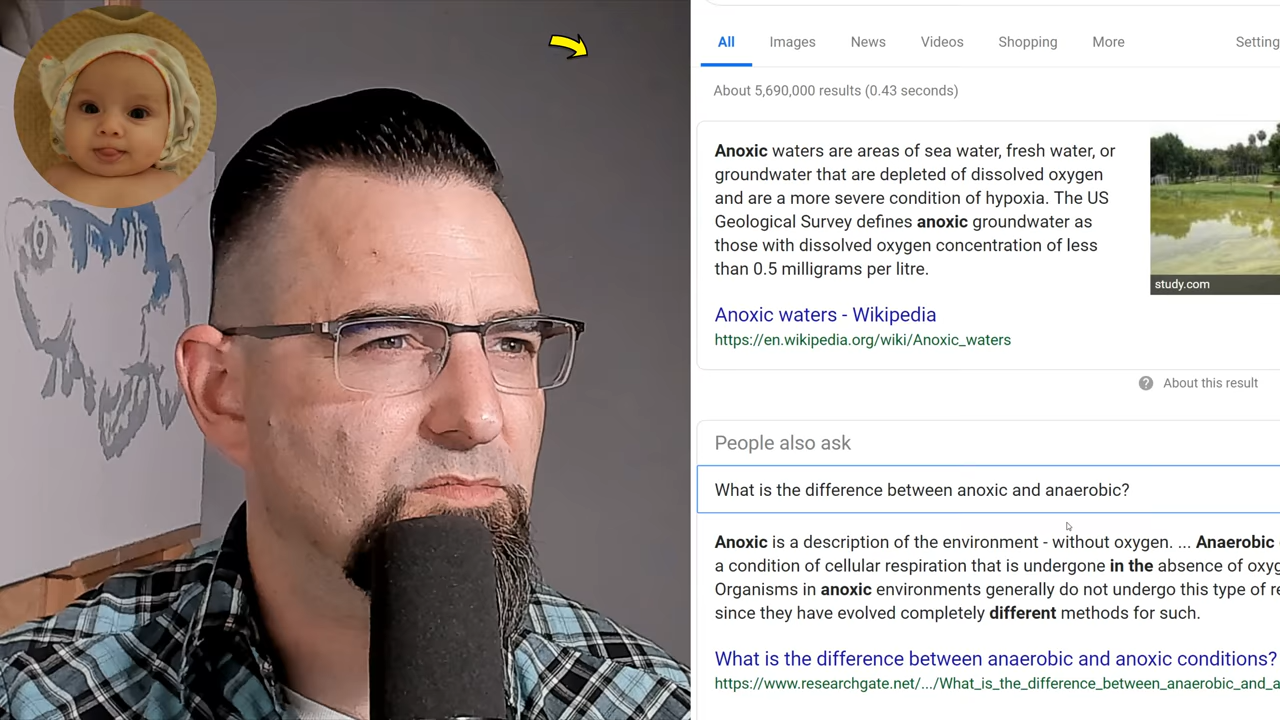 All Images News Videos Shopping More
About 5,690,000 results (0.43 seconds)
Anoxic waters are areas of sea water, fresh water, or
groundwater that are depleted of dissolved oxygen
and are a more severe condition of hypoxia. The US
Geological Survey defines anoxic groundwater as
those with dissolved oxygen concentration of less
than 0.5 milligrams per litre.
study.com
Anoxic waters - Wikipedia
https://en.wikipedia.org/wiki/Anoxic_waters
About this result
People also ask
What is the difference between anoxic and anaerobic?
Anoxic is a description of the environment - without oxygen. ... Anaerobic
a condition of cellular respiration that is undergone in the absence of
Organisms in anoxic environments generally do not undergo this type of
since they have evolved completely different methods for such.
What is the difference between anaerobic and anoxic conditions?
https://www.researchgate.net/.../What_is_the_difference_between_anaerobic_and_a